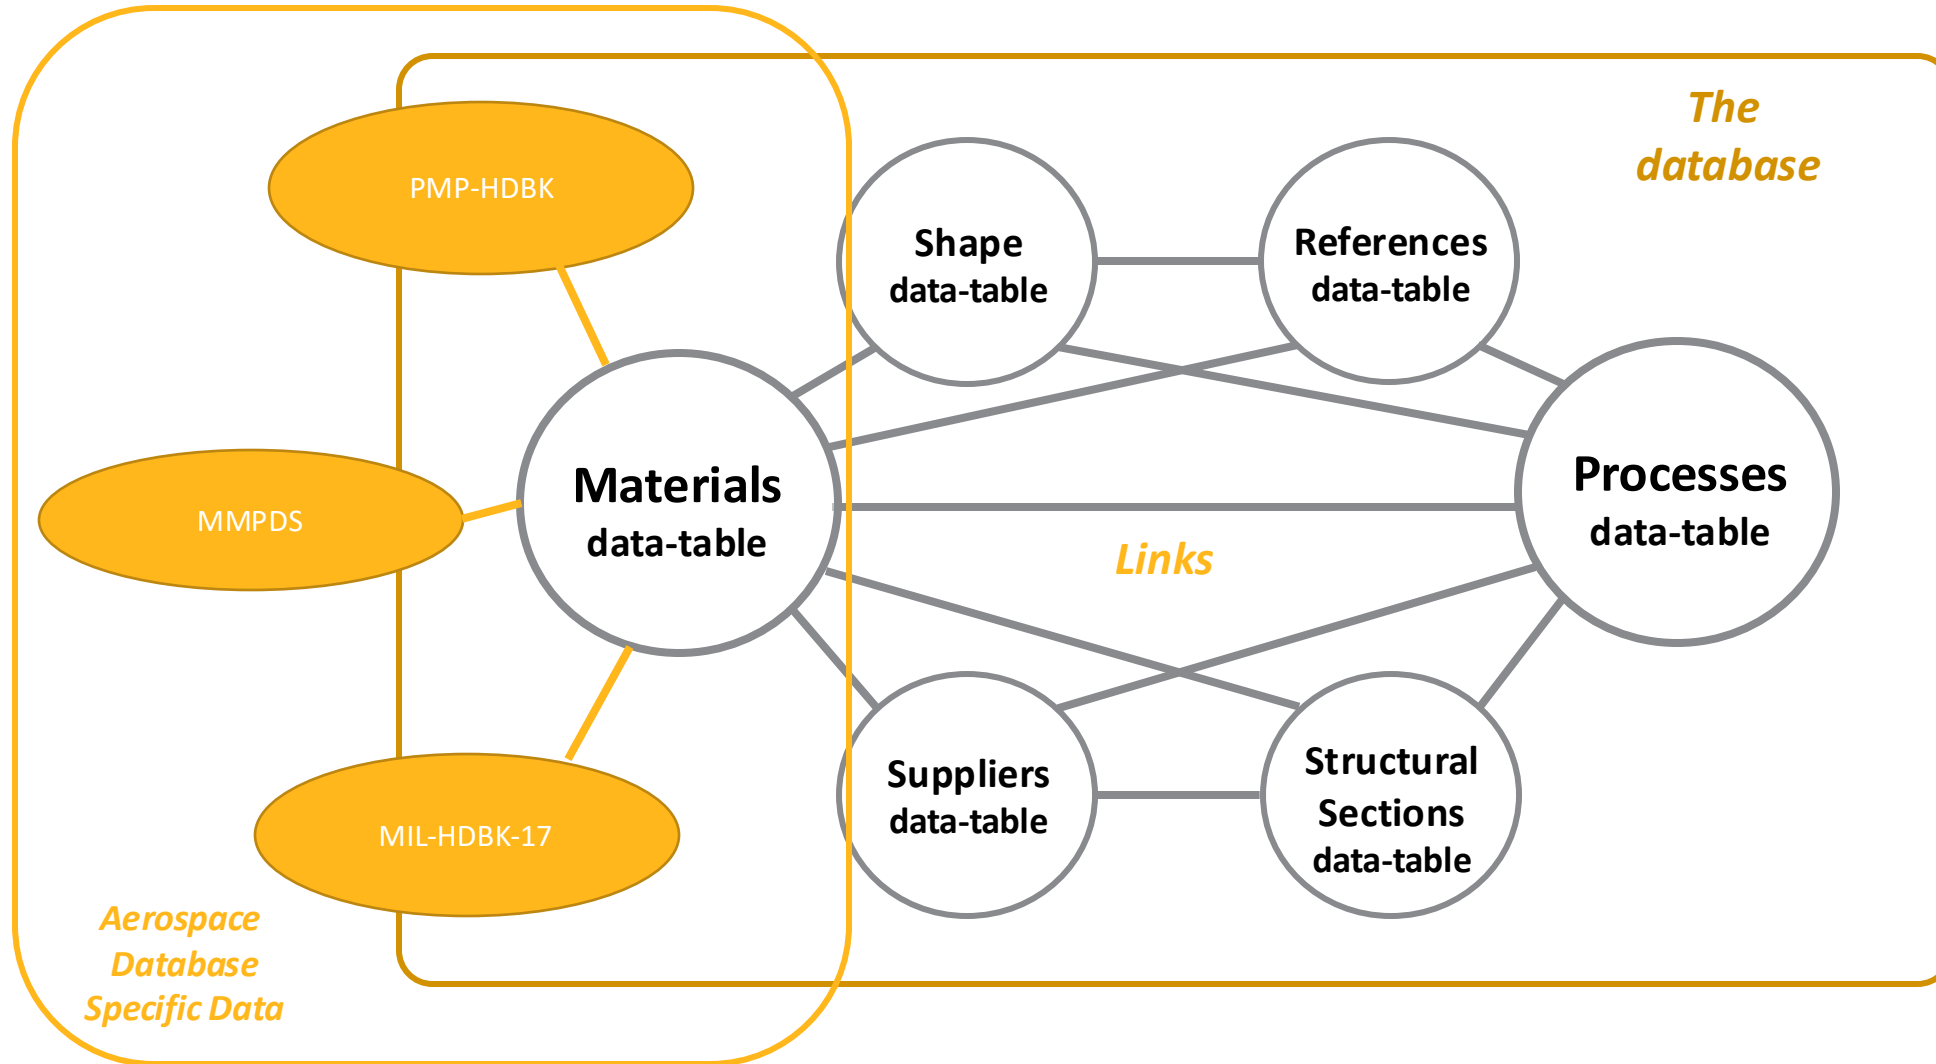 The
database
PMP-HDBK
Shape
data-table
References
data-table
Materials
data-table
Processes
data-table
MMPDS
Links
Suppliers
data-table
Structural
Sections
data-table
MIL-HDBK-17
Aerospace
Database
Specific Data